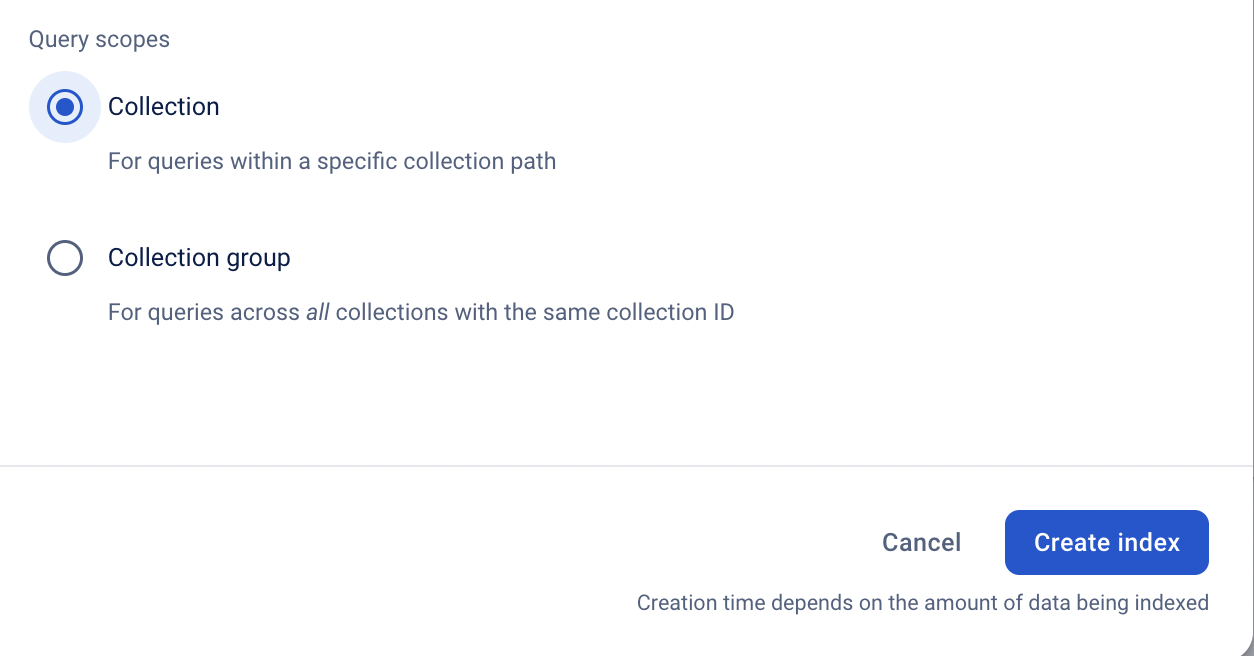 Query scopes
Collection
For queries within a specific collection path
Collection group
For queries across all collections with the same collection ID
Cancel
Create index
Creation time depends on the amount of data being indexed